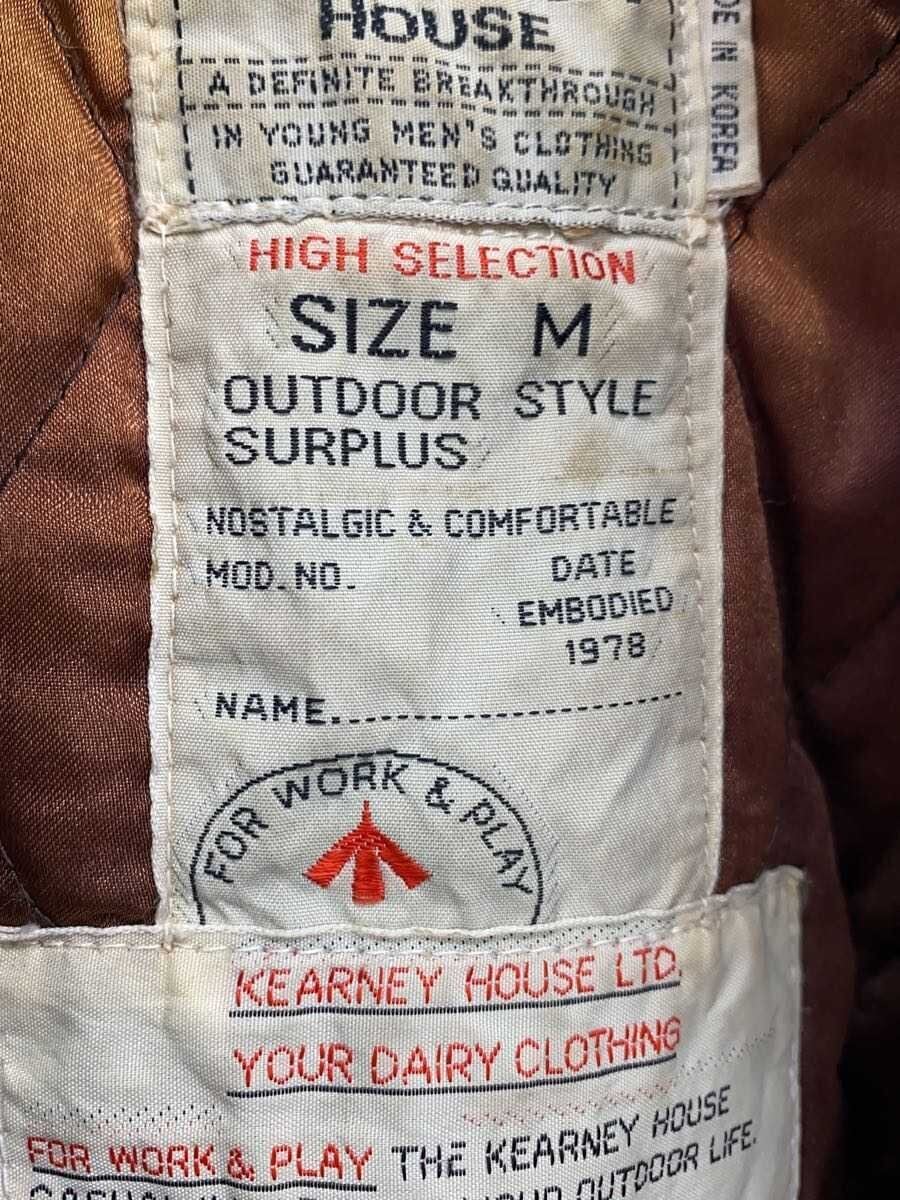 HOUSE
A DEFINITE BREAKTHROUGH
IN YOUNG MEN'S CLOTHING
GUARANTEED QUALITY
IN KOREA
HIGH SELECTION
SIZE M
OUTDOOR STYLE
SURPLUS
NOSTALGIC & COMFORTABLE
MOD. NO.
DATE
EMBODIED
1978
NAME
FOR WORK & PLAY
KEARNEY HOUSE LTD.
YOUR DAIRY CLOTHING
FOR WORK & PLAY THE KEARNEY HOUSE
YOUR OUTDOOR LIFE.